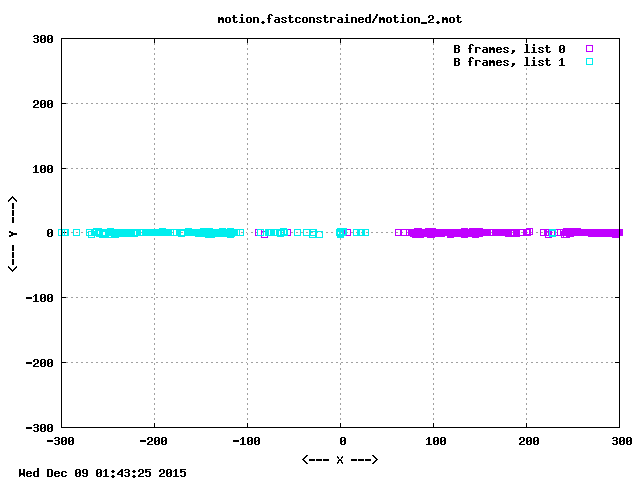 motion.fastconstrained/motion_2.mot
300
B frames, list 0
B frames, list 1
200
100
<--- Y --->
0
-100
-200
-300
-300 -200 -100 0 100 200 300
<--- X --->
Wed Dec 09 01:43:25 2015